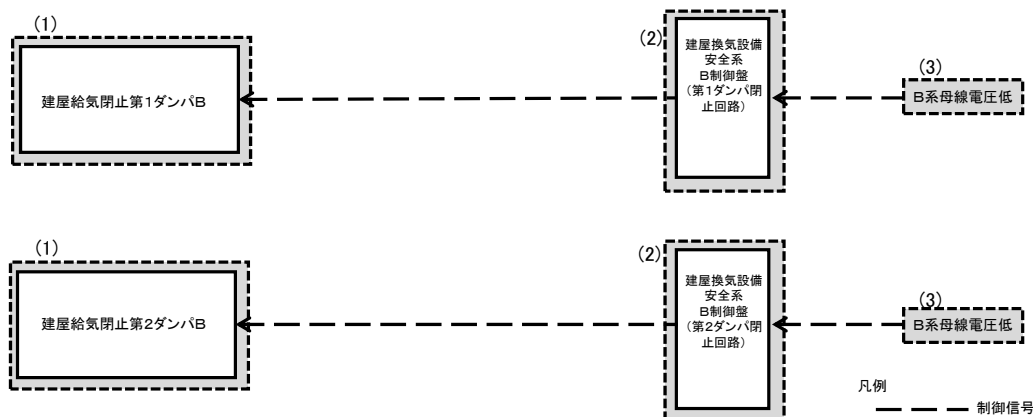 (1)
建屋給気閉止第1ダンパB
(2)
建屋換気設備
安全系
B制御盤
(第1ダンパ閉
止回路)
(3)
B系母線電圧低
(1)
建屋給気閉止第2ダンパB
(2)
建屋換気設備
安全系
B制御盤
(第2ダンパ閉
止回路)
(3)
B系母線電圧低
凡例
制御信号